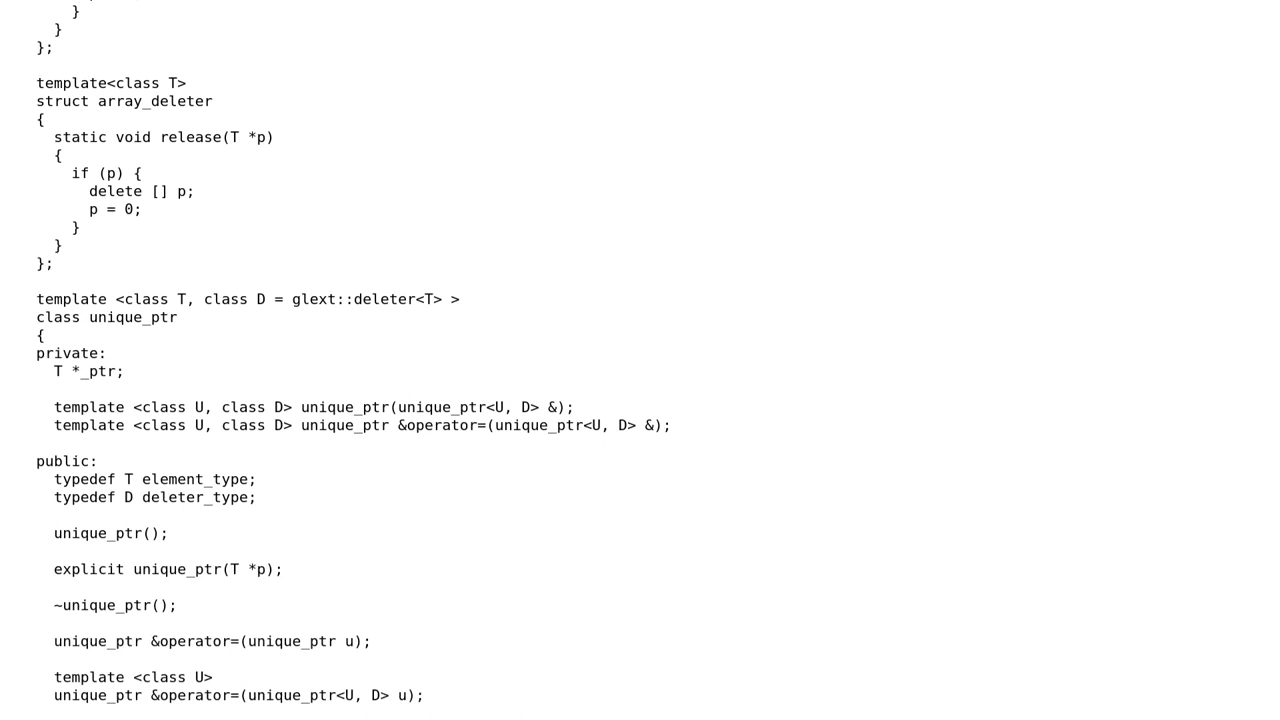 }
  }
};

template<class T>
struct array_deleter
{
  static void release(T *p)
  {
    if (p) {
      delete [] p;
      p = 0;
    }
  }
};

template <class T, class D = glext::deleter<T> >
class unique_ptr
{
private:
  T *_ptr;

  template <class U, class D> unique_ptr(unique_ptr<U, D> &);
  template <class U, class D> unique_ptr &operator=(unique_ptr<U, D> &);

public:
  typedef T element_type;
  typedef D deleter_type;

  unique_ptr();

  explicit unique_ptr(T *p);

  ~unique_ptr();

  unique_ptr &operator=(unique_ptr u);

  template <class U>
  unique_ptr &operator=(unique_ptr<U, D> u);